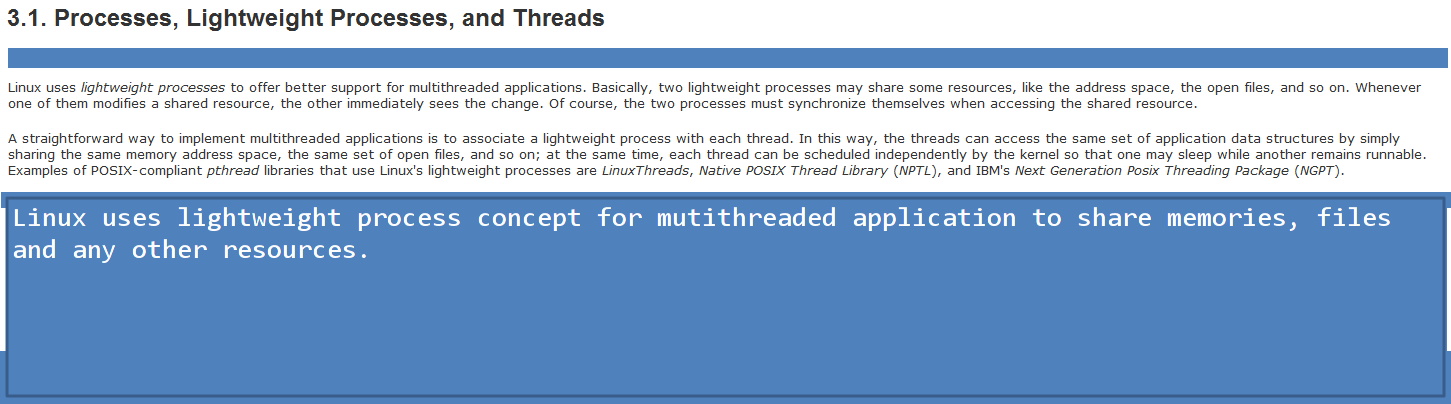 3.1. Processes, Lightweight Processes, and Threads
Linux uses lightweight processes to offer better support for multithreaded applications. Basically, two lightweight processes may share some resources, like the address space, the open files, and so on. Whenever
one of them modifies a shared resource, the other immediately sees the change. Of course, the two processes must synchronize themselves when accessing the shared resource.
A straightforward way to implement multithreaded applications is to associate a lightweight process with each thread. In this way, the threads can access the same set of application data structures by simply
sharing the same memory address space, the same set of open files, and so on; at the same time, each thread can be scheduled independently by the kernel so that one may sleep while another remains runnable.
Examples of POSIX-compliant pthread libraries that use Linux's lightweight processes are LinuxThreads, Native POSIX Thread Library (NPTL), and IBM's Next Generation Posix Threading Package (NGPT).
Linux uses lightweight process concept for mutithreaded application to share memories, files
and any other resources.